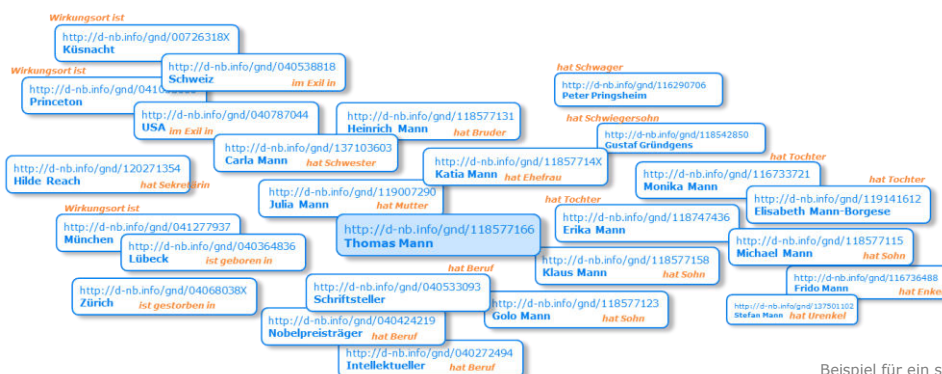 Wirkungsort ist
http://d-nb.info/gnd/00726318X
Küsnacht
http://d-nb.info/gnd/040538818
Schweiz im Exil in
Wirkungsort ist
Princeton
http://d-nb.info/gnd/040787044
USA im Exil in
http://d-nb.info/gnd/137103603
Carla Mann hat Schwester
http://d-nb.info/gnd/118577131
Heinrich Mann hat Bruder
http://d-nb.info/gnd/120271354
Hilde Reach hat Sekretärin
http://d-nb.info/gnd/119007290
Julia Mann hat Mutter
http://d-nb.info/gnd/11857714X
Katia Mann hat Ehefrau
http://d-nb.info/gnd/118577166
Thomas Mann
Wirkungsort ist
http://d-nb.info/gnd/041277937
München
http://d-nb.info/gnd/040364836
Lübeck ist geboren in
http://d-nb.info/gnd/04068038X
Zürich ist gestorben in
hat Beruf
http://d-nb.info/gnd/040533093
Schriftsteller
http://d-nb.info/gnd/040424219
Nobelpreisträger hat Beruf
http://d-nb.info/gnd/040272494
Intellektueller hat Beruf
hat Schwager
http://d-nb.info/gnd/116290706
Peter Pringsheim
hat Schwiegersohn
http://d-nb.info/gnd/118542850
Gustaf Gründgens
hat Tochter
http://d-nb.info/gnd/116733721
Monika Mann
hat Tochter
http://d-nb.info/gnd/119141612
Elisabeth Mann-Borgese
hat Tochter
http://d-nb.info/gnd/118747436
Erika Mann
http://d-nb.info/gnd/118577115
Michael Mann hat Sohn
http://d-nb.info/gnd/118577158
Klaus Mann hat Sohn
http://d-nb.info/gnd/116736488
Frido Mann hat Enkel
http://d-nb.info/gnd/118577123
Golo Mann hat Sohn
http://d-nb.info/gnd/137501102
Stefan Mann hat Urenkel
Beispiel für ein s